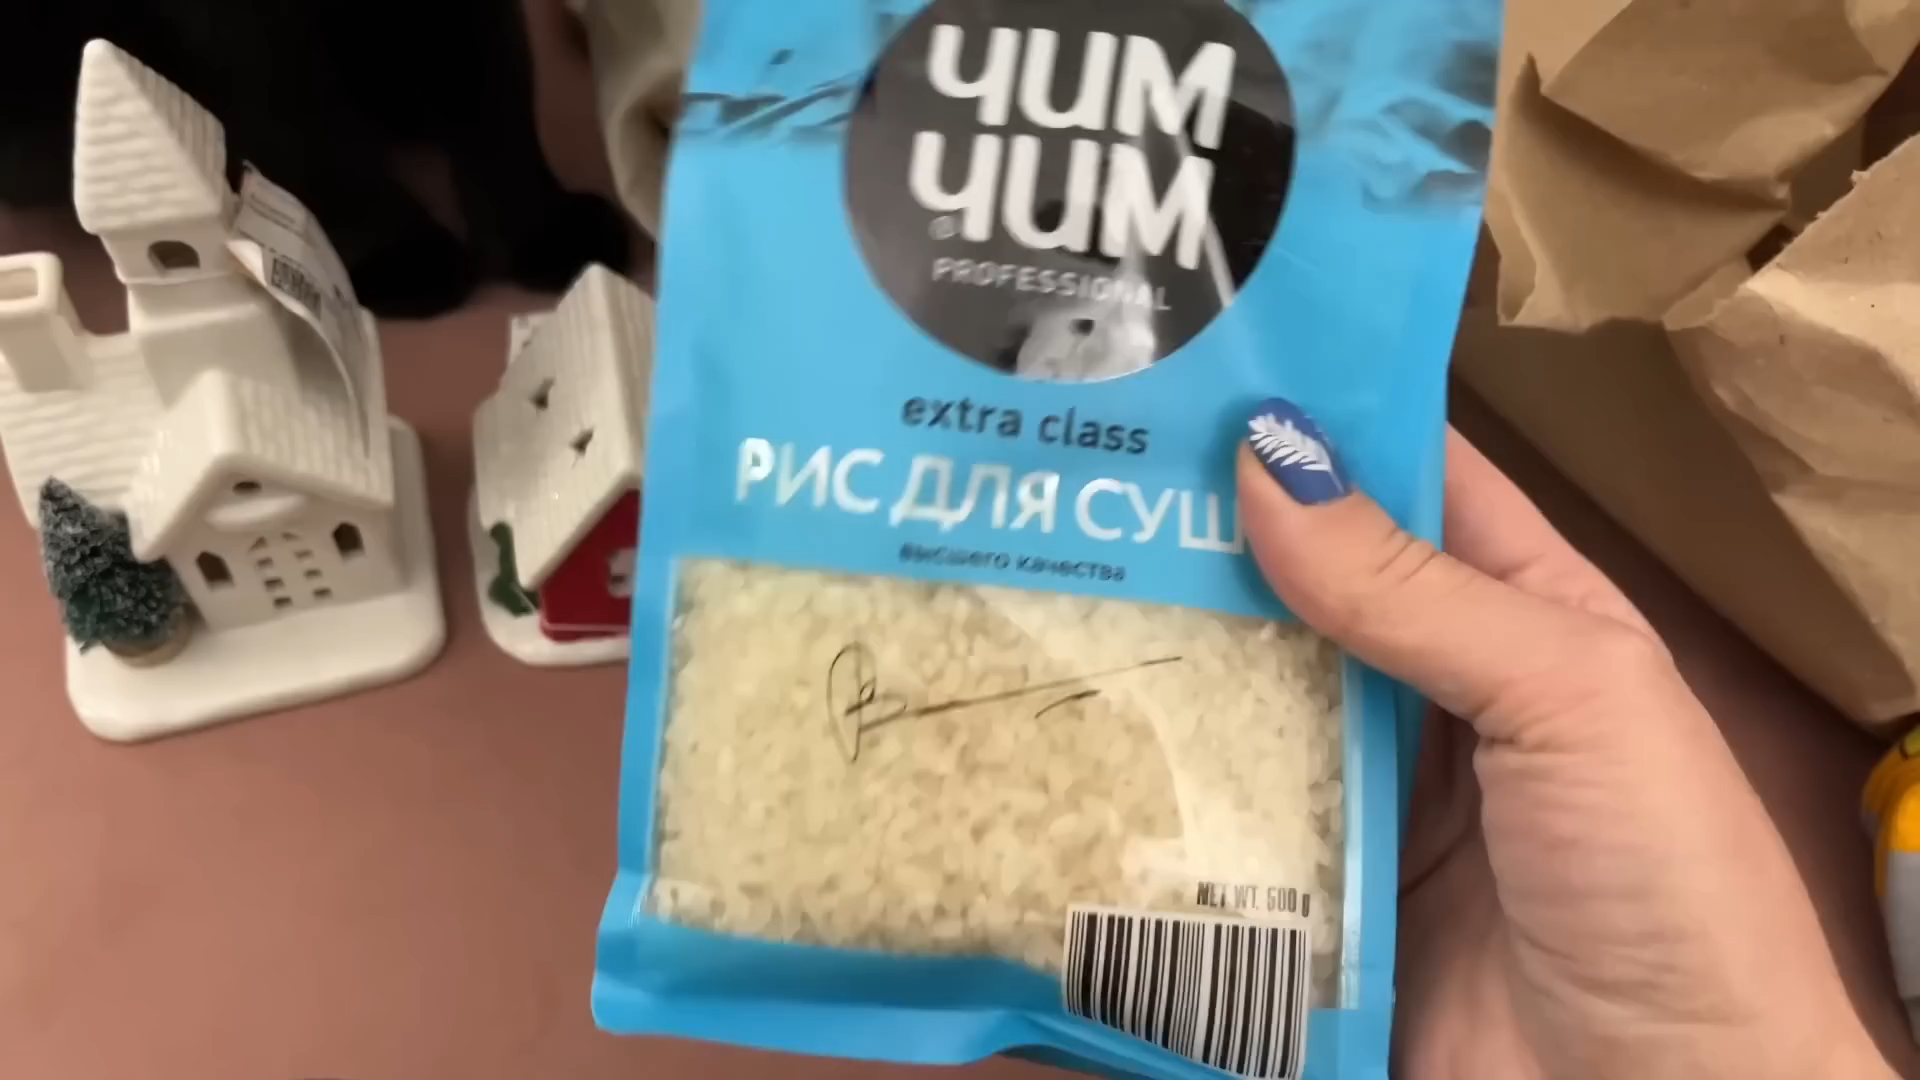 ЧИМ
ЧИМ
PROFESSIONAL
extra class
РИС ДЛЯ СУШ
высшего качества
NET WT. 500 g